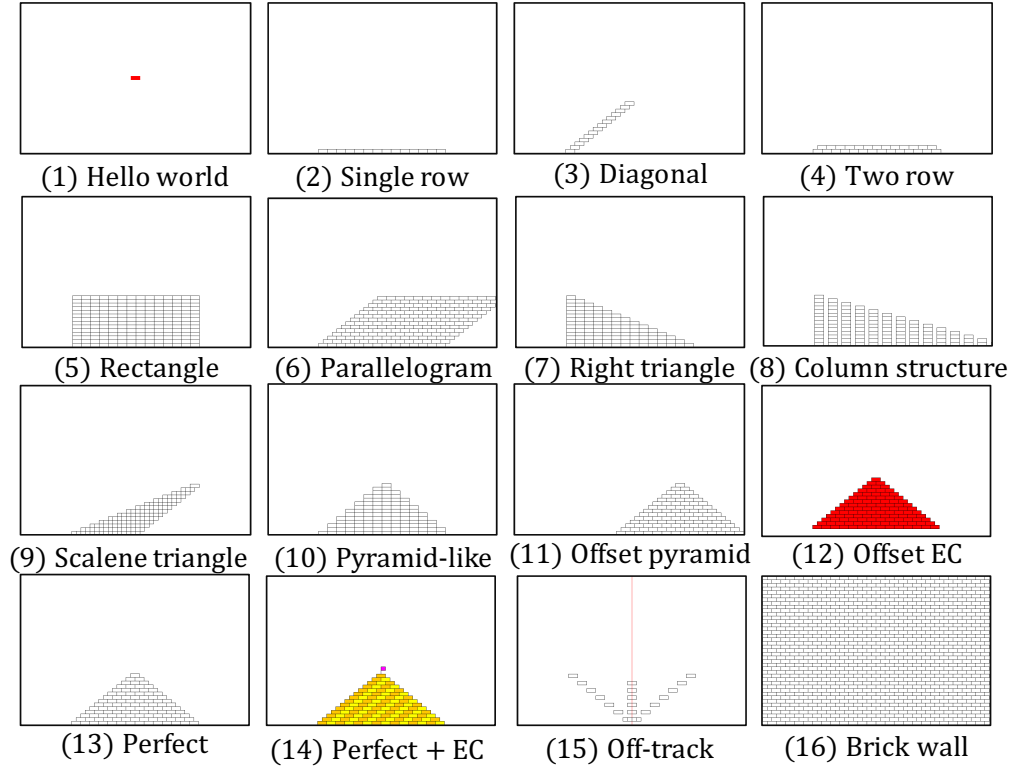 (1) Hello world
(2) Single row
(3) Diagonal
(4) Two row
(5) Rectangle
(6) Parallelogram
(7) Right triangle
(8) Column structure
(9) Scalene triangle
(10) Pyramid-like
(11) Offset pyramid
(12) Offset EC
(13) Perfect
(14) Perfect + EC
(15) Off-track
(16) Brick wall